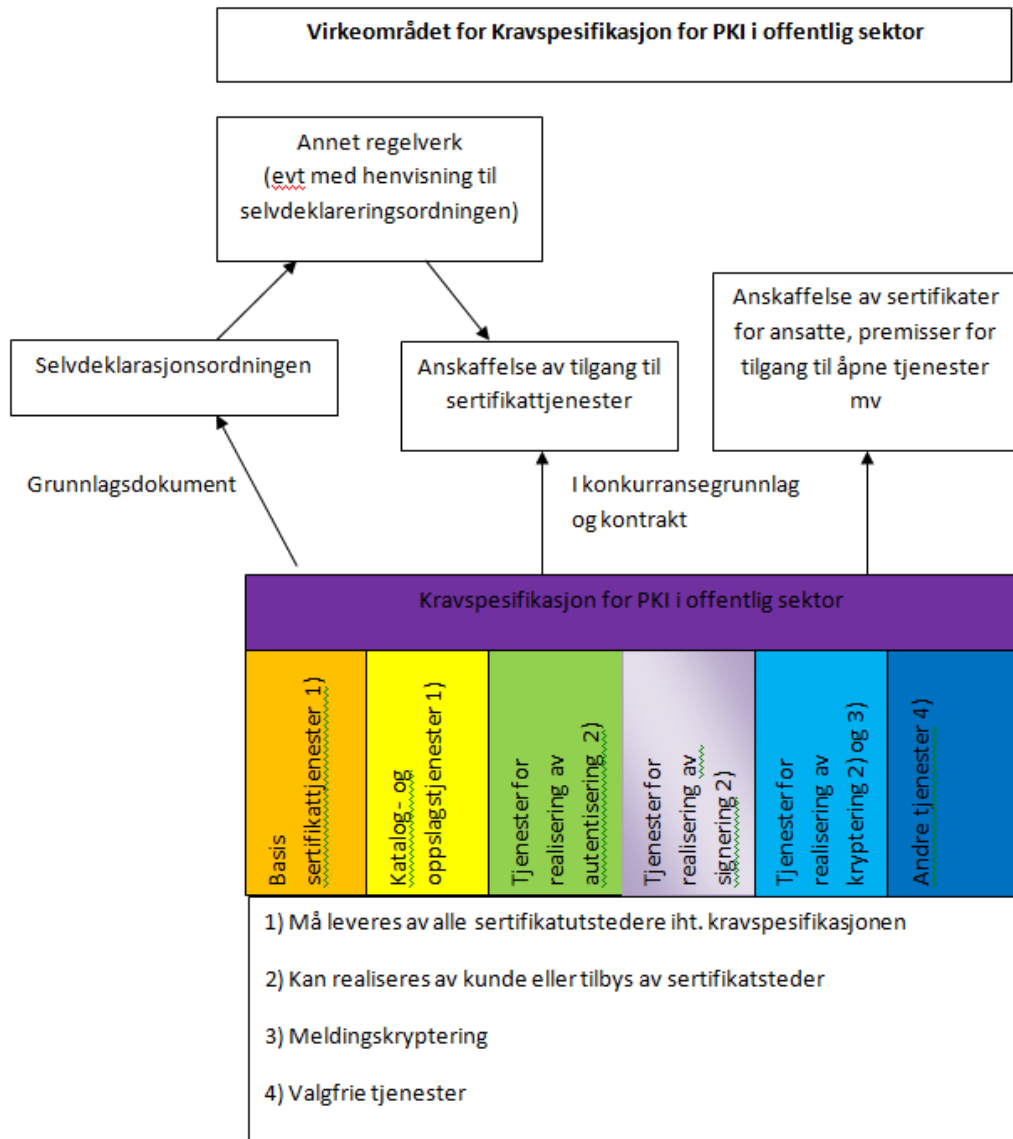 Virkeområdet for Kravspesifikasjon for PKI i offentlig sektor
Annet regelverk
(evt med henvisning til
selvdeklareringsordningen)
Anskaffelse av sertifikater
for ansatte, premisser for
tilgang til åpne tjenester
mv
Selvdeklarasjonsordningen
Anskaffelse av tilgang til
sertifikattjenester
Grunnlagsdokument
I konkurransegrunnlag
og kontrakt
Kravspesifikasjon for PKI i offentlig sektor
Basis
sertifikattjenester 1)
Katalog- og
oppslagstjenester 1)
Tjenester for
realisering av
autentisering 2)
Tjenester for
realisering av
signering 2)
Tjenester for
realisering av
kryptering 2) og 3)
Andre tjenester 4)
1) Må leveres av alle sertifikatutstedere iht. kravspesifikasjonen
2) Kan realiseres av kunde eller tilbys av sertifikatsteder
3) Meldingskryptering
4) Valgfrie tjenester